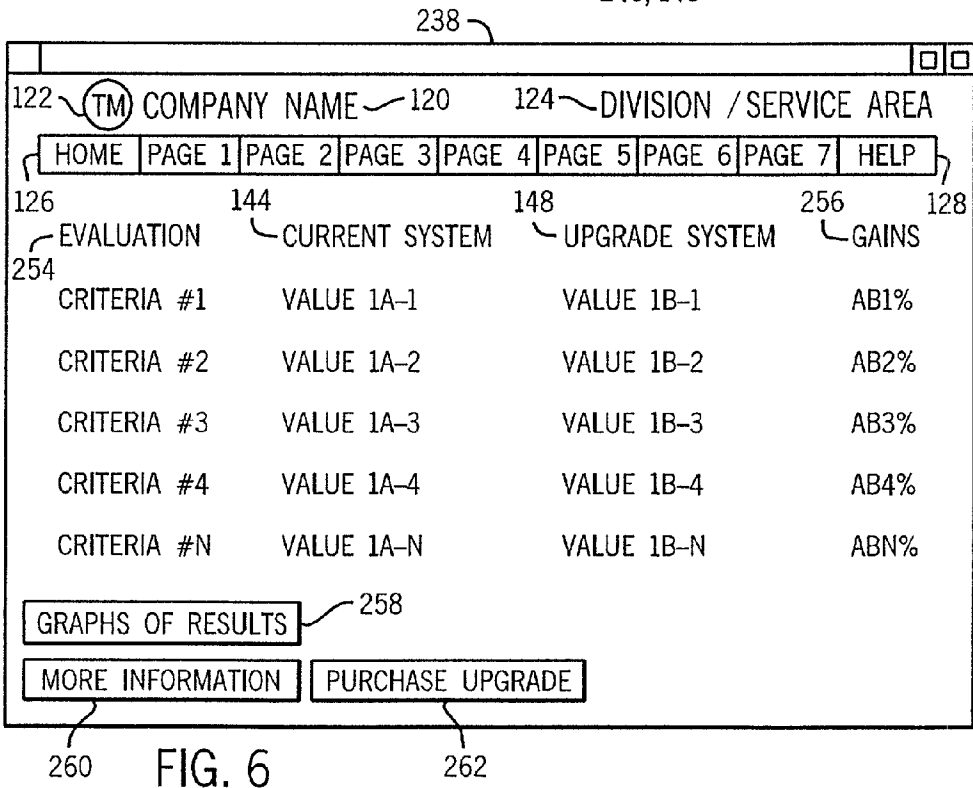 238
122 TM COMPANY NAME 120 124 DIVISION / SERVICE AREA
HOME PAGE 1 PAGE 2 PAGE 3 PAGE 4 PAGE 5 PAGE 6 PAGE 7 HELP
126 144 148 256 128
EVALUATION CURRENT SYSTEM UPGRADE SYSTEM GAINS
254
CRITERIA #1 VALUE 1A–1 VALUE 1B–1 AB1%
CRITERIA #2 VALUE 1A–2 VALUE 1B–2 AB2%
CRITERIA #3 VALUE 1A–3 VALUE 1B–3 AB3%
CRITERIA #4 VALUE 1A–4 VALUE 1B–4 AB4%
CRITERIA #N VALUE 1A–N VALUE 1B–N ABN%
GRAPHS OF RESULTS 258
MORE INFORMATION PURCHASE UPGRADE
260 FIG. 6 262